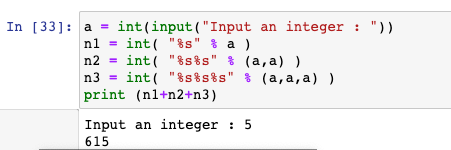 In [33]: a = int(input("Input an integer : "))
n1 = int( "%s" % a )
n2 = int( "%s%s" % (a,a) )
n3 = int( "%s%s%s" % (a,a,a) )
print (n1+n2+n3)
Input an integer : 5
615